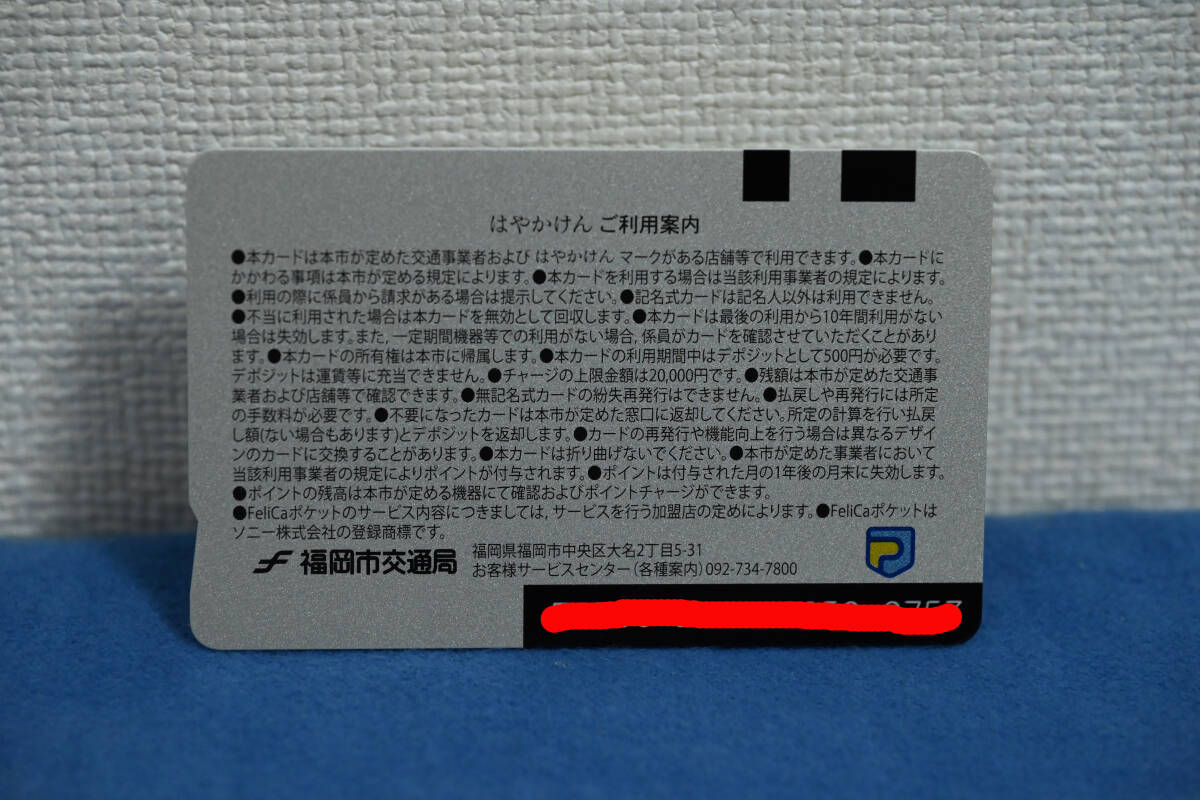 はやかけん ご利用案内
●本カードは本市が定めた交通事業者および はやかけん マークがある店舗等で利用できます。●本カードに
かかわる事項は本市が定める規定によります。●本カードを利用する場合は当該利用事業者の規定によります。
●利用の際に係員から請求がある場合は提示してください。●記名式カードは記名人以外は利用できません。
●不当に利用された場合は本カードを無効として回収します。●本カードは最後の利用から10年間利用がない
場合は失効します。また, 一定期間機器等での利用がない場合, 係員がカードを確認させていただくことがあり
ます。●本カードの所有権は本市に帰属します。●本カードの利用期間中はデポジットとして500円が必要です。
デポジットは運賃等に充当できません。●チャージの上限金額は20,000円です。●残額は本市が定めた交通事
業者および店舗等で確認できます。●無記名式カードの紛失再発行はできません。●払戻しや再発行には所定
の手数料が必要です。●不要になったカードは本市が定めた窓口に返却してください。所定の計算を行い払戻
し額(ない場合もあります)とデポジットを返却します。●カードの再発行や機能向上を行う場合は異なるデザイ
ンのカードに交換することがあります。●本カードは折り曲げないでください。●本市が定めた事業者において
当該利用事業者の規定によりポイントが付与されます。●ポイントは付与された月の1年後の月末に失効します。
●ポイントの残高は本市が定める機器にて確認およびポイントチャージができます。
●FeliCaポケットのサービス内容につきましては, サービスを行う加盟店の定めによります。●FeliCaポケットは
ソニー株式会社の登録商標です。
福岡市交通局
福岡県福岡市中央区大名2丁目5-31
お客様サービスセンター(各種案内) 092-734-7800